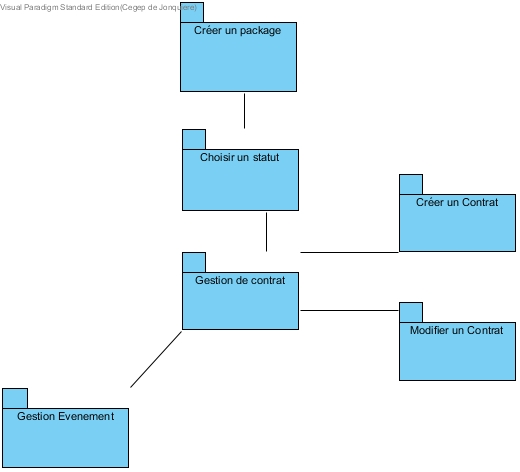 Visual Paradigm Standard Edition(Cegep de Jonquiere)
Créer un package
Choisir un statut
Créer un Contrat
Gestion de contrat
Modifier un Contrat
Gestion Evenement